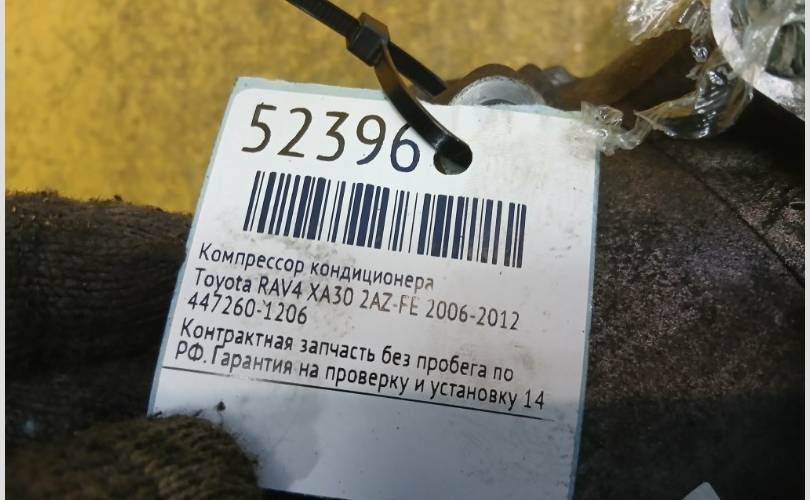 52396
Компрессор кондиционера
Toyota RAV4 XA30 2AZ-FE 2006-2012
447260-1206
Контрактная запчасть без пробега по
РФ. Гарантия на проверку и установку 14